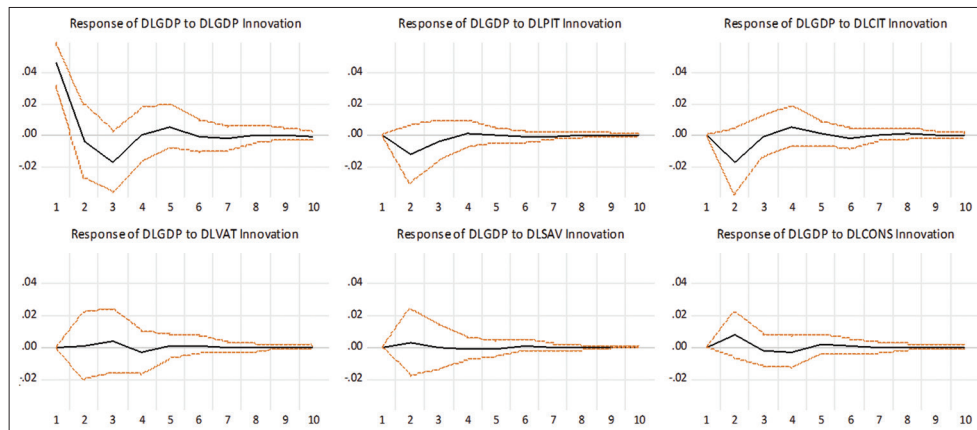 Response of DLGDP to DLGDP Innovation
.04
.02
.00
-.02
1 2 3 4 5 6 7 8 9 10
Response of DLGDP to DLPIT Innovation
.04
.02
.00
-.02
1 2 3 4 5 6 7 8 9 10
Response of DLGDP to DLCIT Innovation
.04
.02
.00
-.02
1 2 3 4 5 6 7 8 9 10
Response of DLGDP to DLVAT Innovation
.04
.02
.00
-.02
1 2 3 4 5 6 7 8 9 10
Response of DLGDP to DLSAV Innovation
.04
.02
.00
-.02
1 2 3 4 5 6 7 8 9 10
Response of DLGDP to DLCONS Innovation
.04
.02
.00
-.02
1 2 3 4 5 6 7 8 9 10